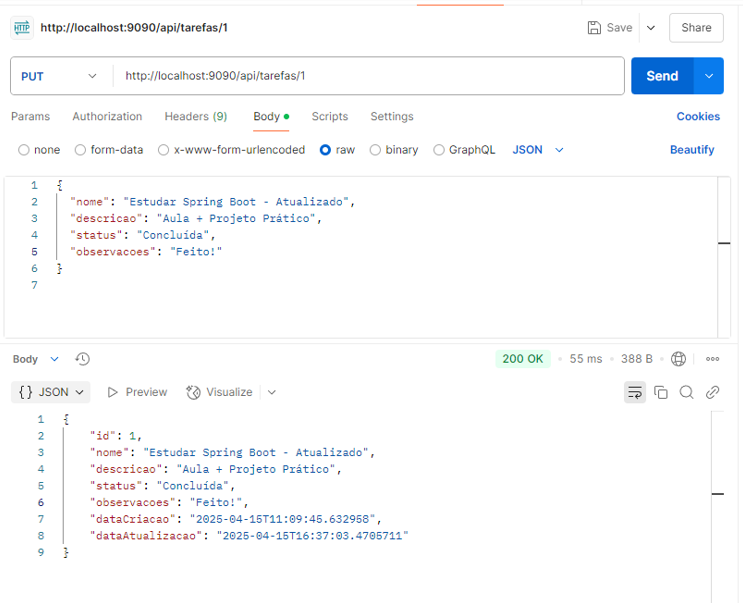 HTTP http://localhost:9090/api/tarefas/1 Save Share
PUT http://localhost:9090/api/tarefas/1 Send
Params Authorization Headers (9) Body Scripts Settings Cookies
none form-data x-www-form-urlencoded raw binary GraphQL JSON Beautify
1 {
2 "nome": "Estudar Spring Boot - Atualizado",
3 "descricao": "Aula + Projeto Prático",
4 "status": "Concluída",
5 "observacoes": "Feito!"
6 }
7
Body 200 OK 55 ms 388 B
{} JSON Preview Visualize
1 {
2 "id": 1,
3 "nome": "Estudar Spring Boot - Atualizado",
4 "descricao": "Aula + Projeto Prático",
5 "status": "Concluída",
6 "observacoes": "Feito!",
7 "dataCriacao": "2025-04-15T11:09:45.632958",
8 "dataAtualizacao": "2025-04-15T16:37:03.4705711"
9 }